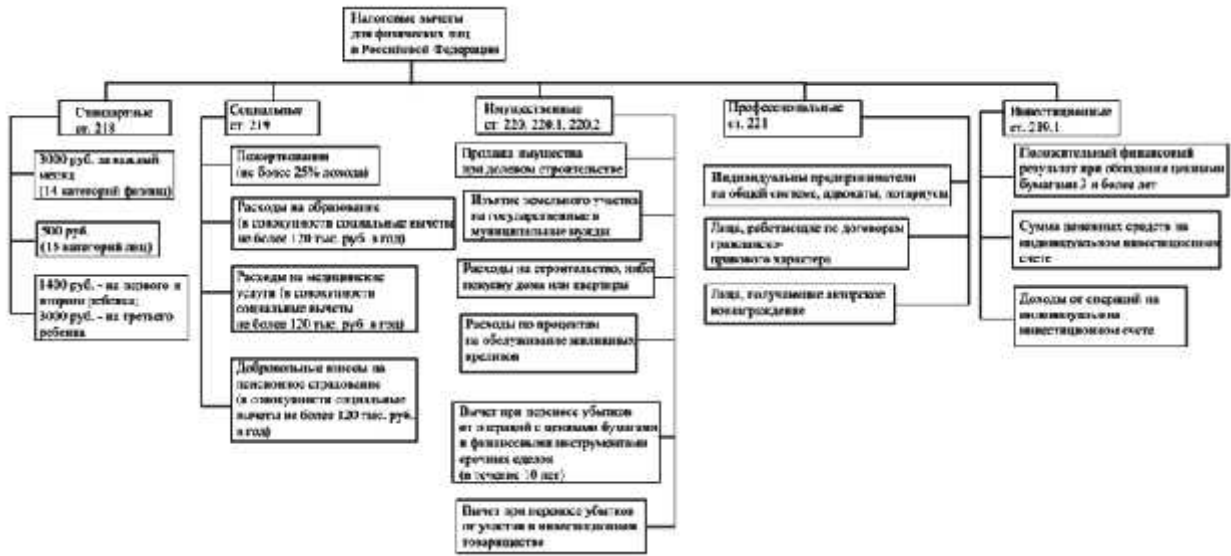 Налоговые вычеты
для физических лиц
в Российской Федерации
Стандартные
ст. 218
3000 руб. за каждый
месяц
(14 категорий физлиц)
500 руб.
(15 категорий лиц)
1400 руб. - на первого и
второго ребенка;
3000 руб. - на третьего
ребенка
Социальные
ст. 219
Пожертвования
(не более 25% дохода)
Расходы на образование
(в совокупности социальные вычеты
не более 120 тыс. руб. в год)
Расходы на медицинские
услуги (в совокупности
социальные вычеты
не более 120 тыс. руб. в год)
Добровольные взносы на
пенсионное страхование
(в совокупности социальные
вычеты не более 120 тыс. руб.
в год)
Имущественные
ст. 220, 220.1, 220.2
Продажа имущества
при долевом строительстве
Изъятие земельного участка
на государственные и
муниципальные нужды
Расходы на строительство, либо
покупку дома или квартиры
Расходы по процентам
на обслуживание жилищных
кредитов
Вычет при переносе убытков
от операций с ценными бумагами
и финансовыми инструментами
срочных сделок
(в течение 10 лет)
Вычет при переносе убытков
от участия в инвестиционном
товариществе
Профессиональные
ст. 221
Индивидуальные предприниматели
на общей системе, адвокаты, нотариусы
Лица, работающие по договорам
гражданско-
правового характера
Лица, получающие авторское
вознаграждение
Инвестиционные
ст. 219.1
Положительный финансовый
результат при обладании ценными
бумагами 3 и более лет
Сумма денежных средств на
индивидуальном инвестиционном
счете
Доходы от операций на
инвестиционном счете